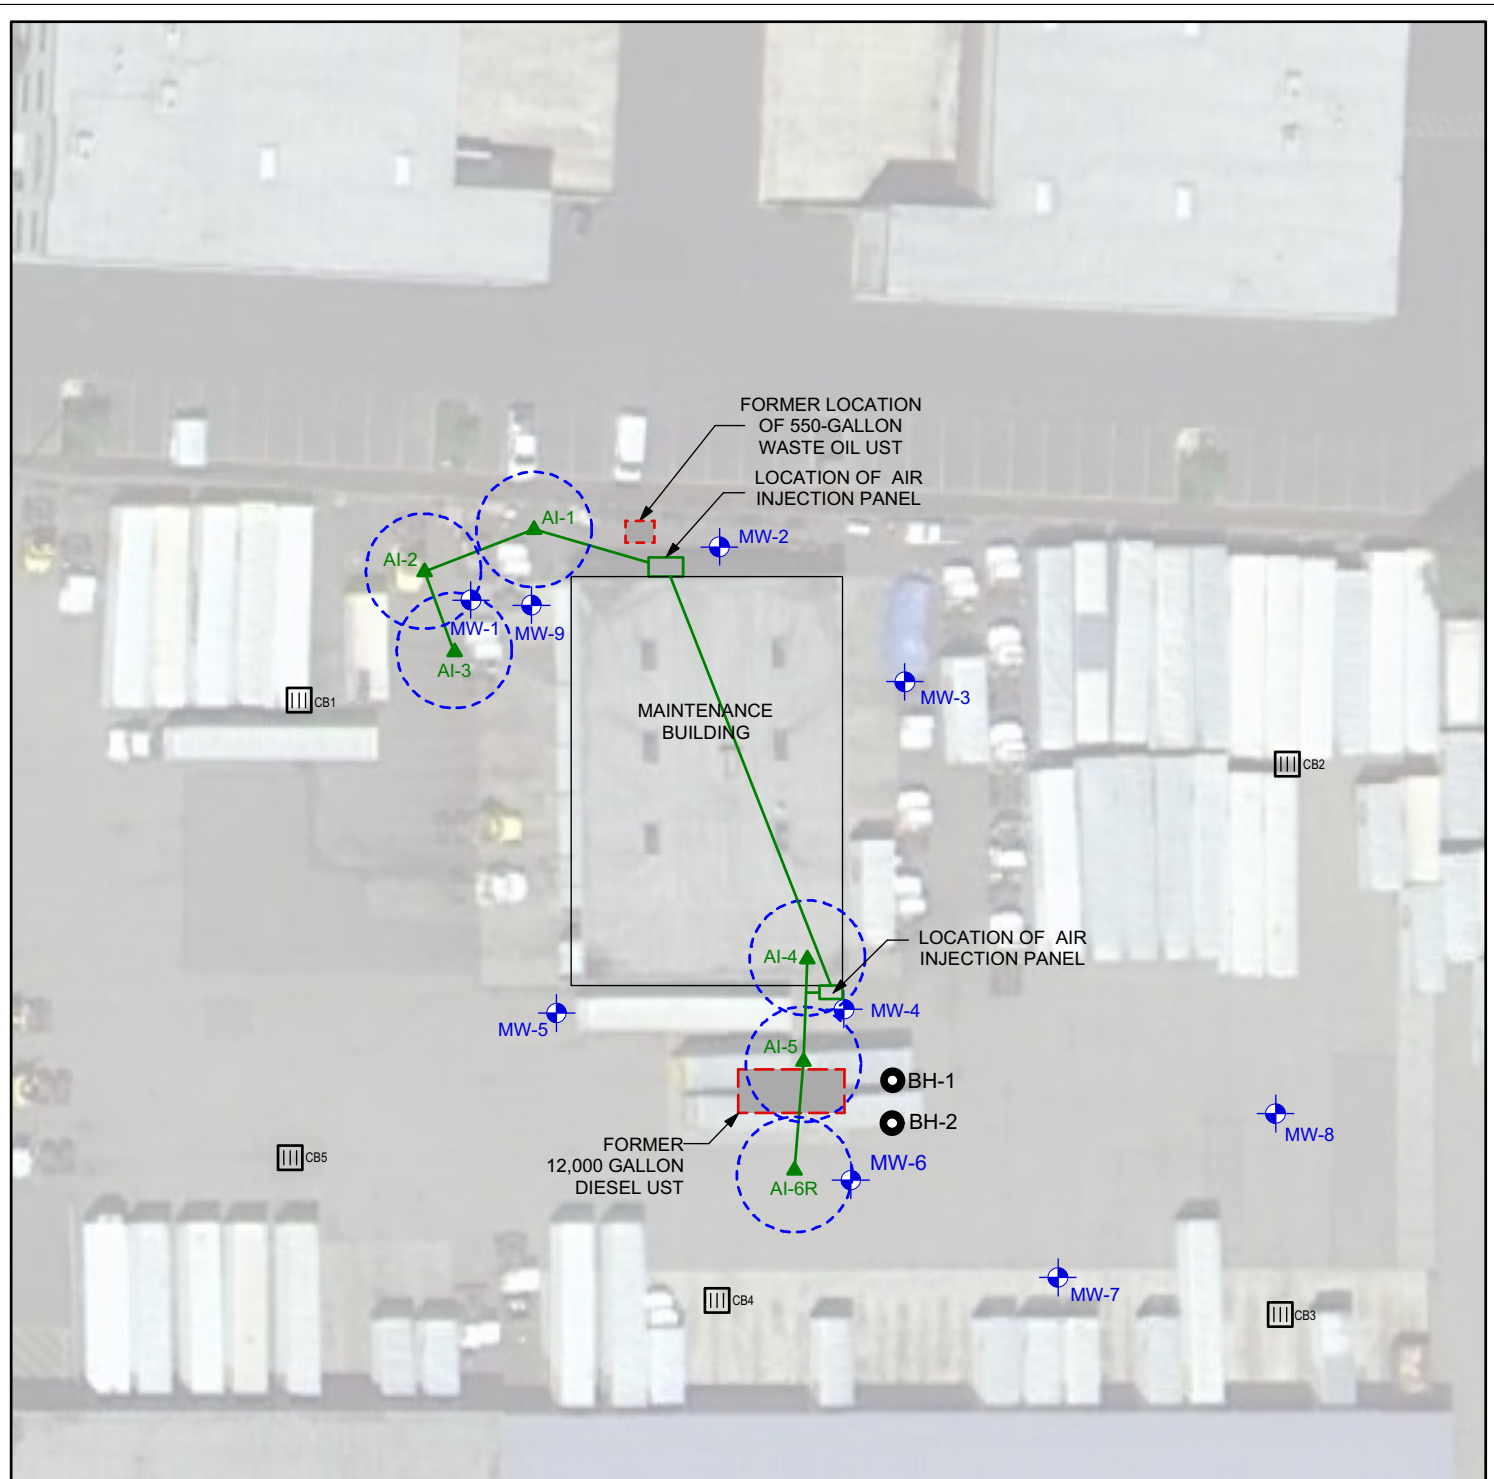 FORMER LOCATION
OF 550-GALLON
WASTE OIL UST
LOCATION OF AIR
INJECTION PANEL
AI-1
MW-2
AI-2
MW-1
MW-9
AI-3
MW-3
CB1
MAINTENANCE
BUILDING
CB2
LOCATION OF AIR
INJECTION PANEL
AI-4
MW-4
MW-5
AI-5
BH-1
BH-2
MW-8
FORMER
12,000 GALLON
DIESEL UST
CB5
MW-6
AI-6R
MW-7
CB4
CB3